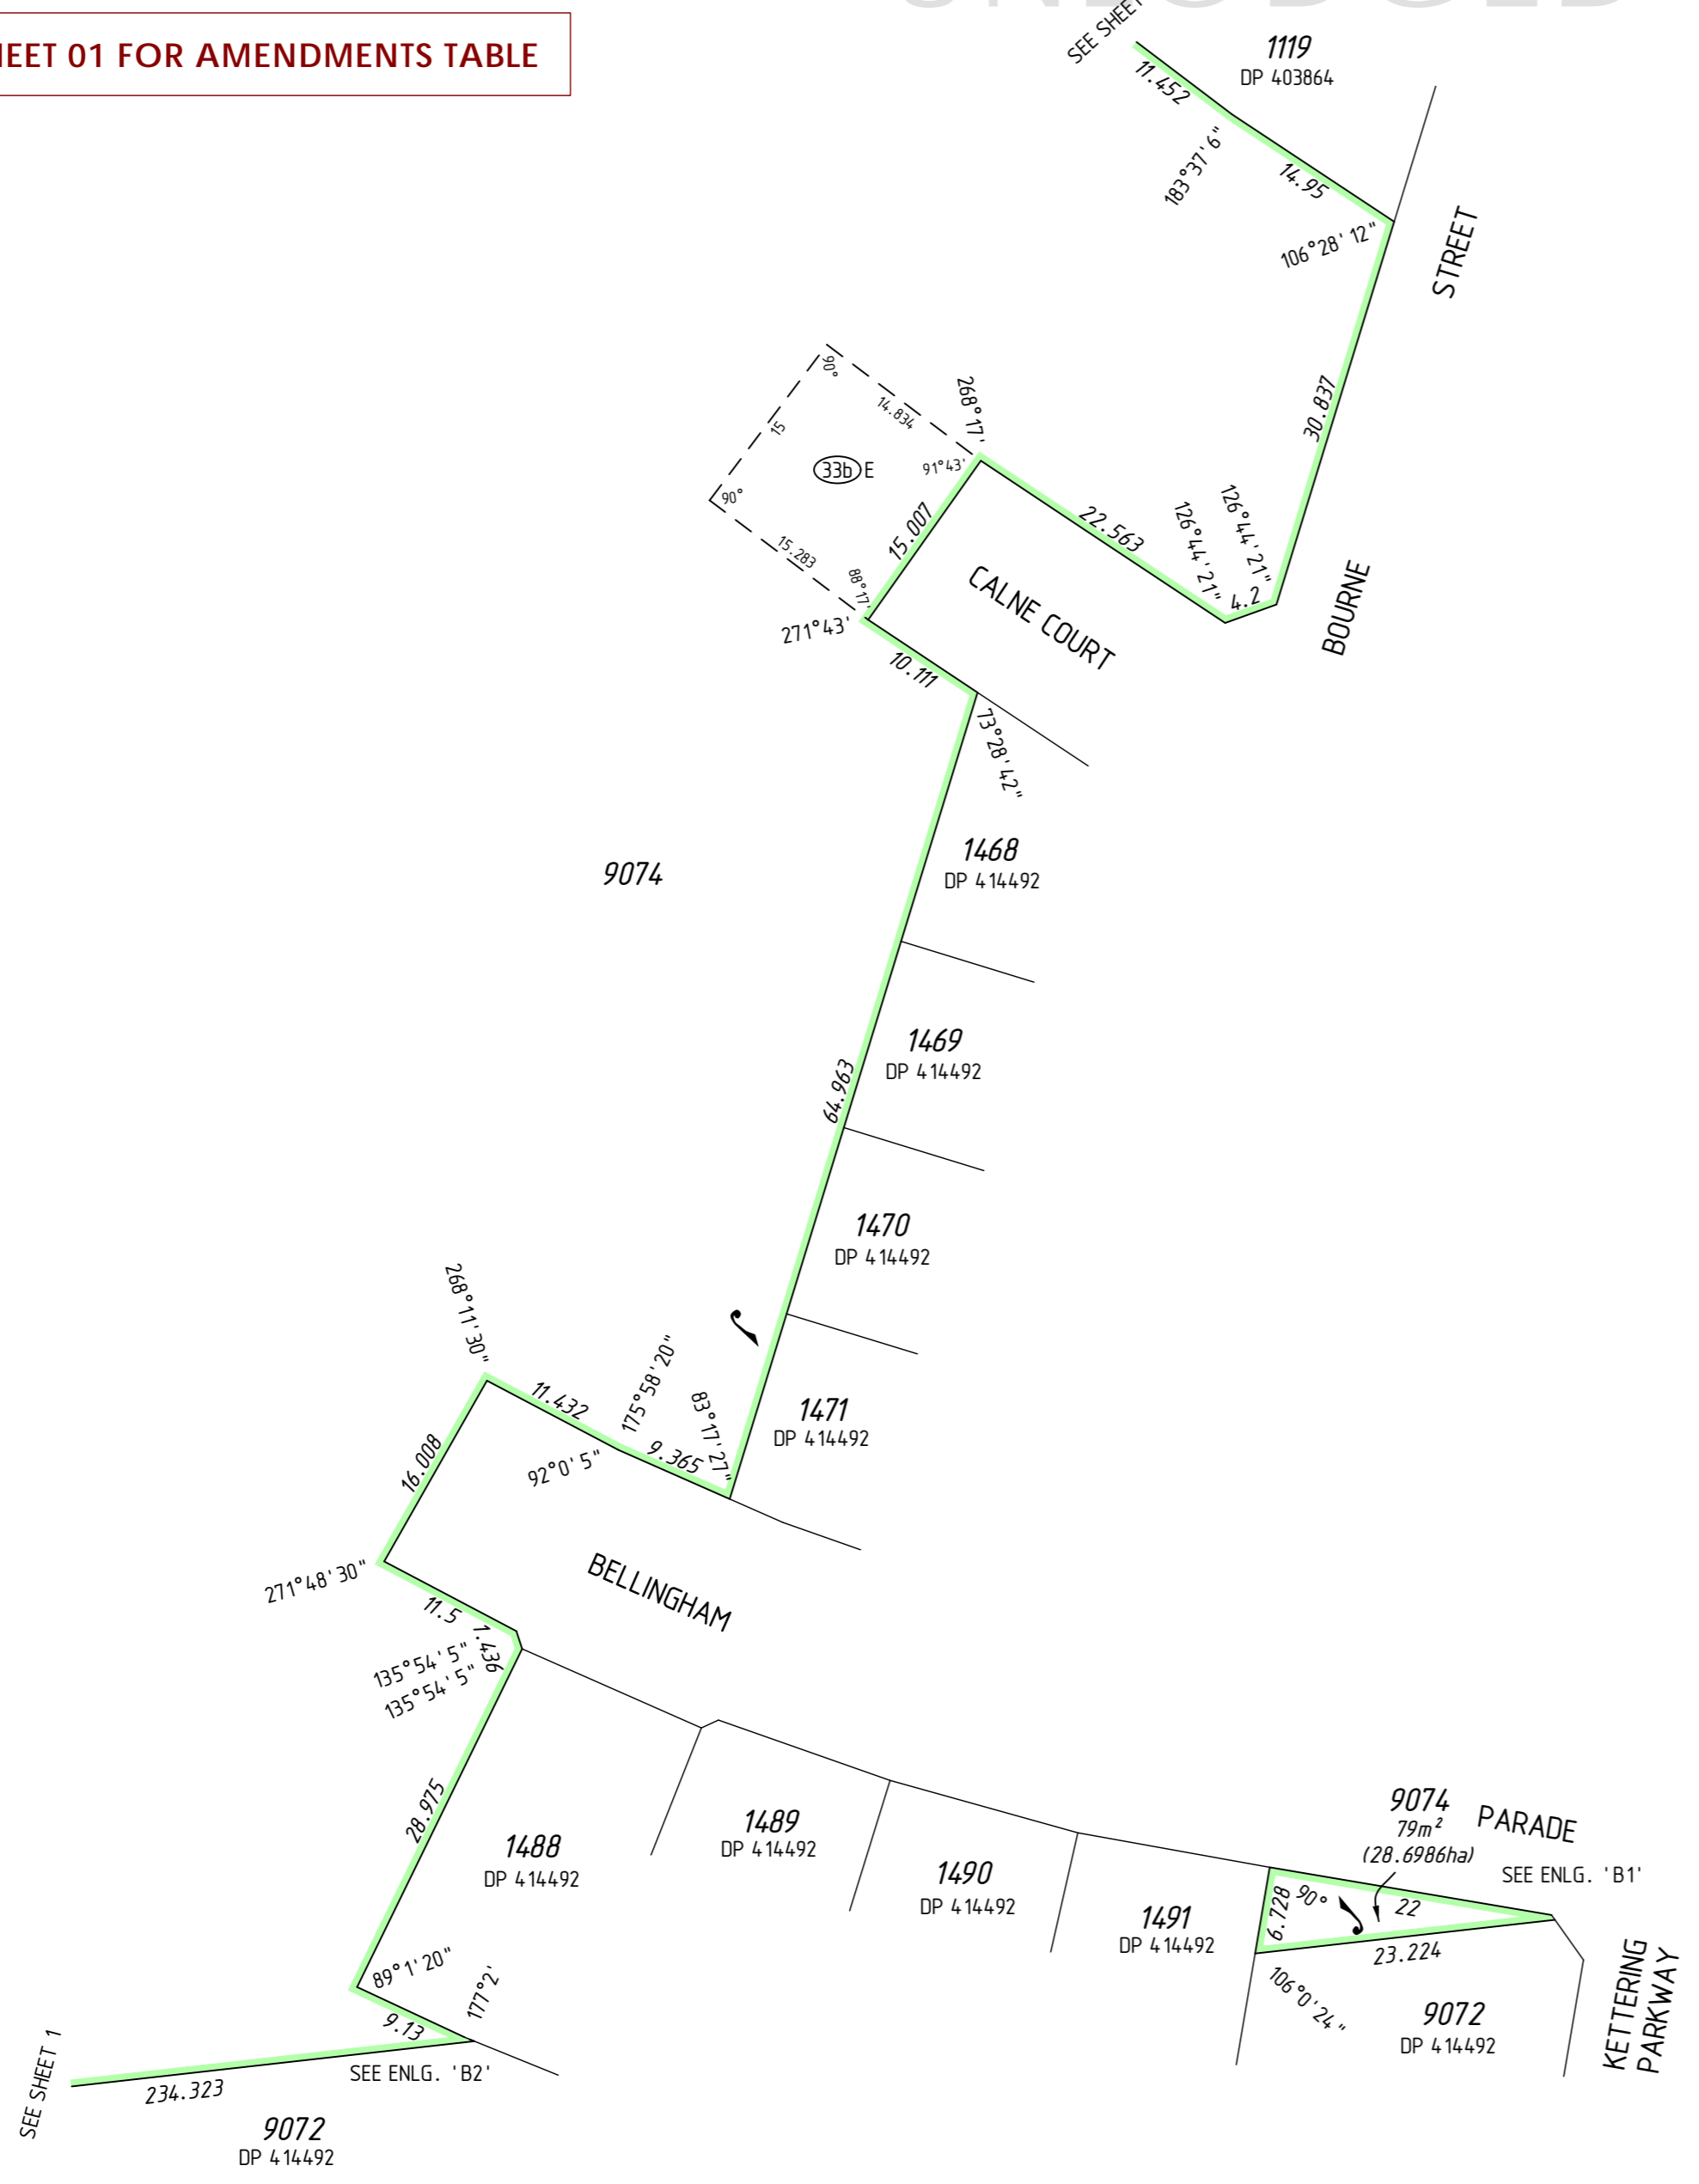 SEE SHEET
1119
DP 403864
11.452
183°37'6"
14.95
106°28'12"
STREET
30.837
268°17'
90°
14.834
15
33b E
91°43'
90°
15.283
88°17'
15.007
22.563
126°44'21"
126°44'21"
4.2
CALNE COURT
BOURNE
271°43'
10.111
73°28'42"
9074
1468
DP 414492
1469
DP 414492
64.963
1470
DP 414492
268°11'30"
11.432
175°58'20"
83°17'27"
1471
DP 414492
16.008
92°0'5"
9.365
271°48'30"
BELLINGHAM
11.5
1.436
135°54'5"
135°54'5"
28.975
1488
DP 414492
1489
DP 414492
1490
DP 414492
1491
DP 414492
9074
79m²
(28.6986ha)
PARADE
SEE ENLG. 'B1'
6.728
90°
22
23.224
106°0'24"
9072
DP 414492
KETTERING
PARKWAY
89°1'20"
177°2'
9.13
SEE SHEET 1
SEE ENLG. 'B2'
234.323
9072
DP 414492
FOR AMENDMENTS TABLE
01